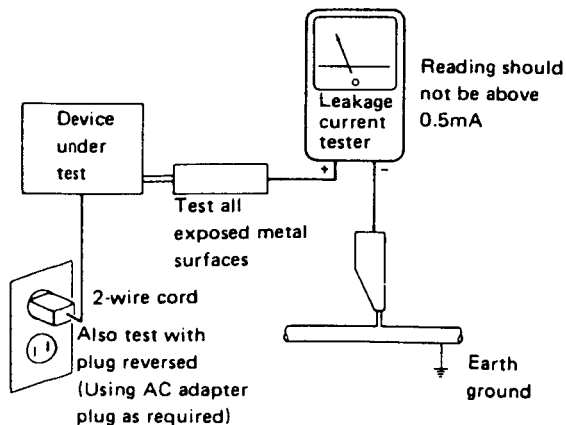 Device
under
test
Leakage
current
tester
+
−
Reading should
not be above
0.5mA
Test all
exposed metal
surfaces
2-wire cord
Also test with
plug reversed
(Using AC adapter
plug as required)
Earth
ground